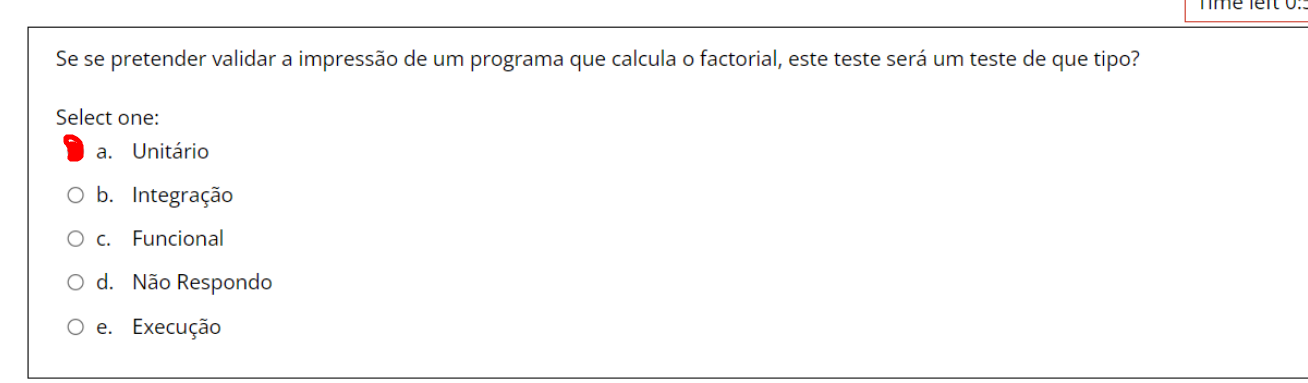 Time left 0:
Se se pretender validar a impressão de um programa que calcula o factorial, este teste será um teste de que tipo?
Select one:
a. Unitário
b. Integração
c. Funcional
d. Não Respondo
e. Execução